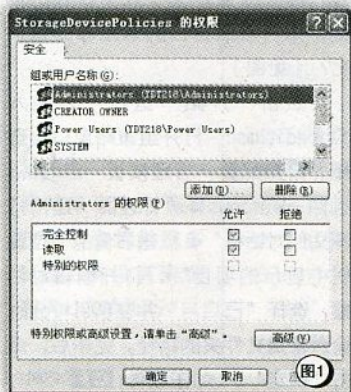 StorageDevicePolicies 的权限
安全
组或用户名称(G):
Administrators (YDT218\Administrators)
CREATOR OWNER
Power Users (YDT218\Power Users)
SYSTEM
添加(D)... 删除(R)
Administrators 的权限(P) 允许 拒绝
完全控制
读取
特别的权限
特别权限或高级设置，请单击“高级”。 高级(V)
确定 取消
图1